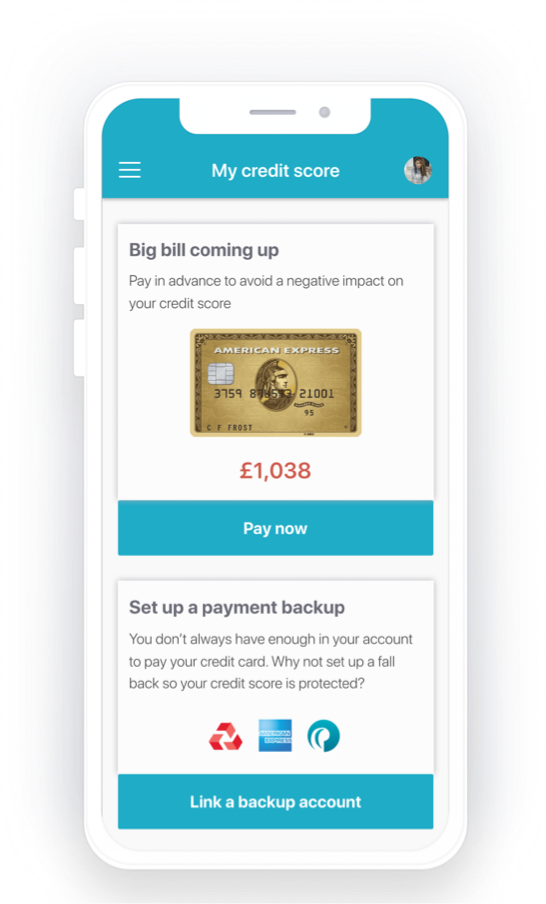 My credit score
Big bill coming up
Pay in advance to avoid a negative impact on
your credit score
AMERICAN EXPRESS
3759 21001
95
C F FROST
£1,038
Pay now
Set up a payment backup
You don’t always have enough in your account
to pay your credit card. Why not set up a fall
back so your credit score is protected?
AMERICAN
EXPRESS
Link a backup account